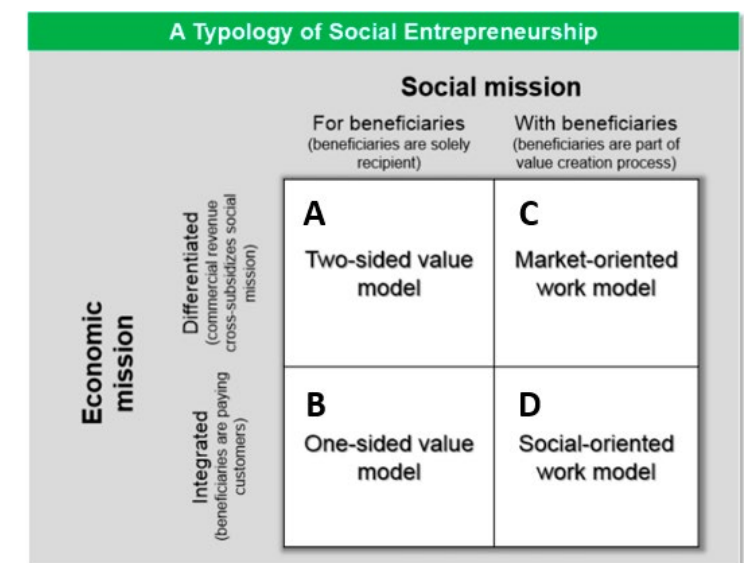 A Typology of Social Entrepreneurship
Social mission
For beneficiaries
(beneficiaries are solely
recipient)
With beneficiaries
(beneficiaries are part of
value creation process)
Economic
mission
Differentiated
(commercial revenue
cross-subsidizes social
mission)
A
Two-sided value
model
C
Market-oriented
work model
Integrated
(beneficiaries are paying
customers)
B
One-sided value
model
D
Social-oriented
work model